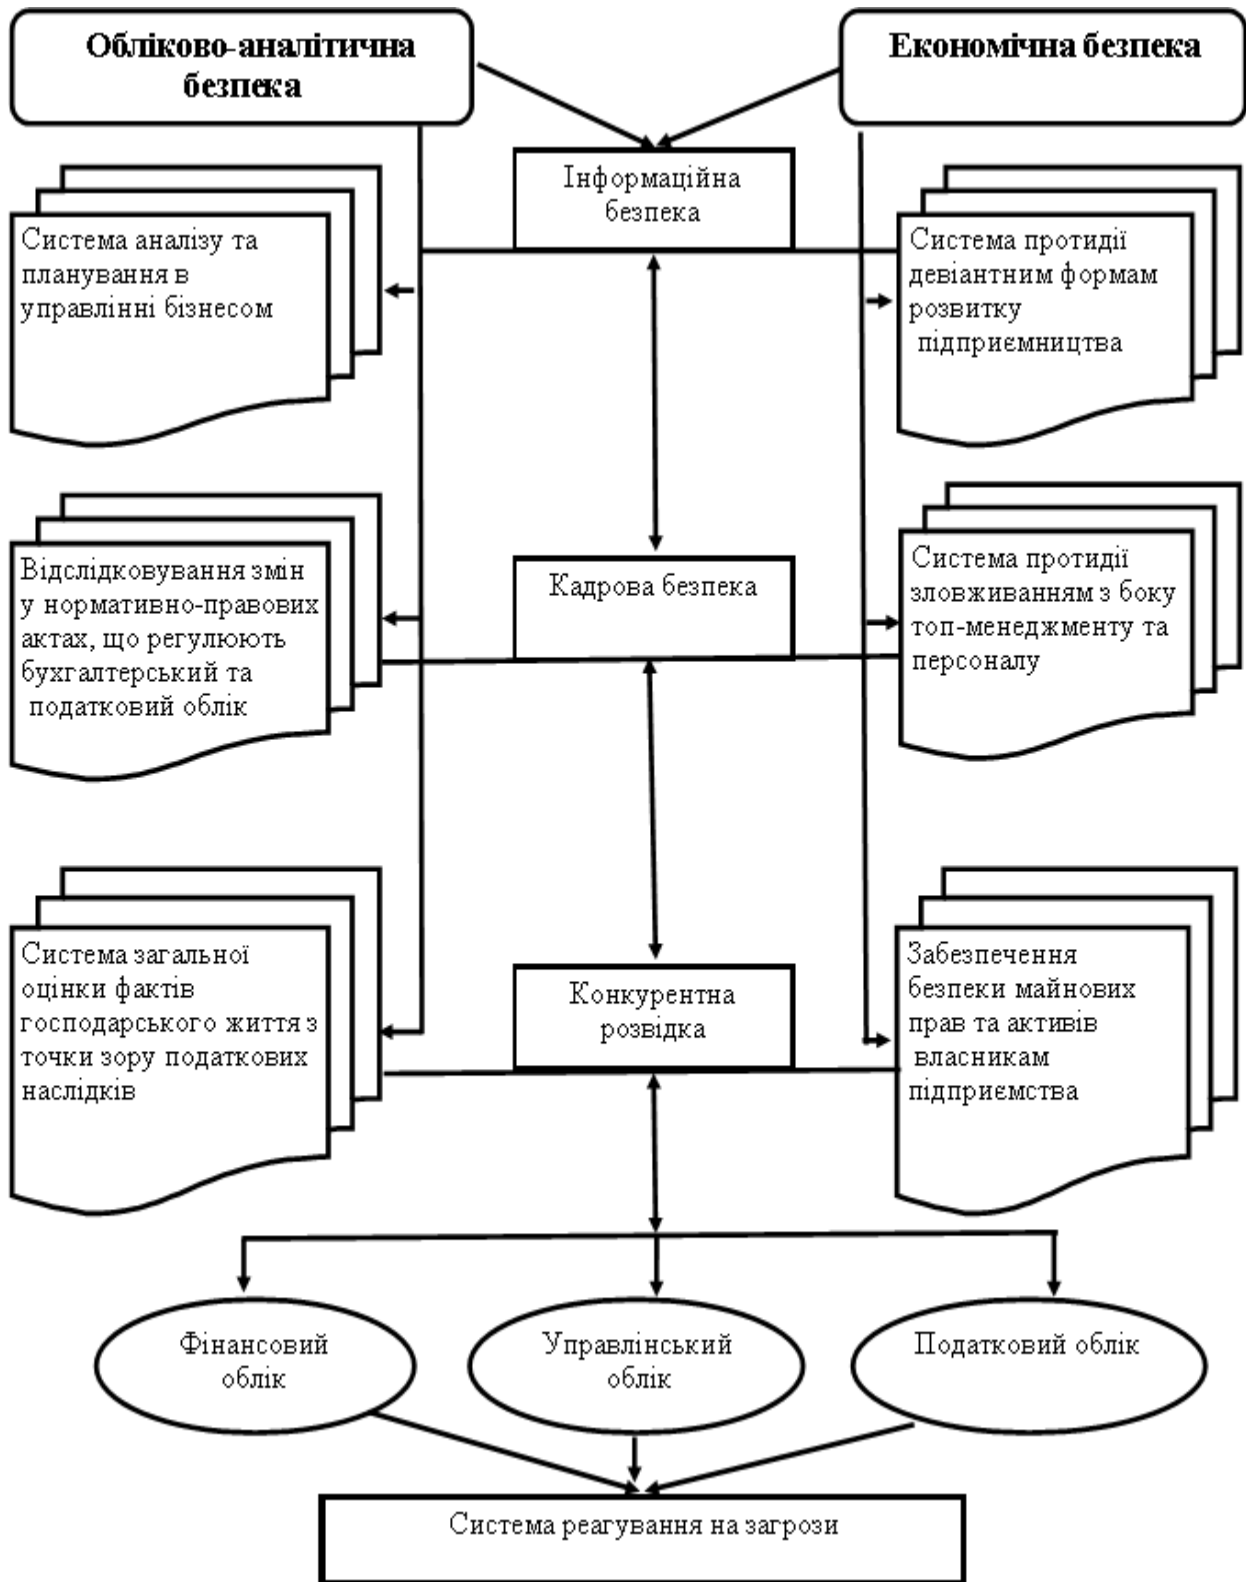 Обліково-аналітична
безпека
Економічна безпека
Інформаційна
безпека
Система аналізу та
планування в
управлінні бізнесом
Система протидії
девіантним формам
розвитку
підприємництва
Відслідковування змін
у нормативно-правових
актах, що регулюють
бухгалтерський та
податковий облік
Кадрова безпека
Система протидії
зловживанням з боку
топ-менеджменту та
персоналу
Система загальної
оцінки фактів
господарського життя з
точки зору податкових
наслідків
Конкурентна
розвідка
Забезпечення
безпеки майнових
прав та активів
власникам
підприємства
Фінансовий
облік
Управлінський
облік
Податковий облік
Система реагування на загрози